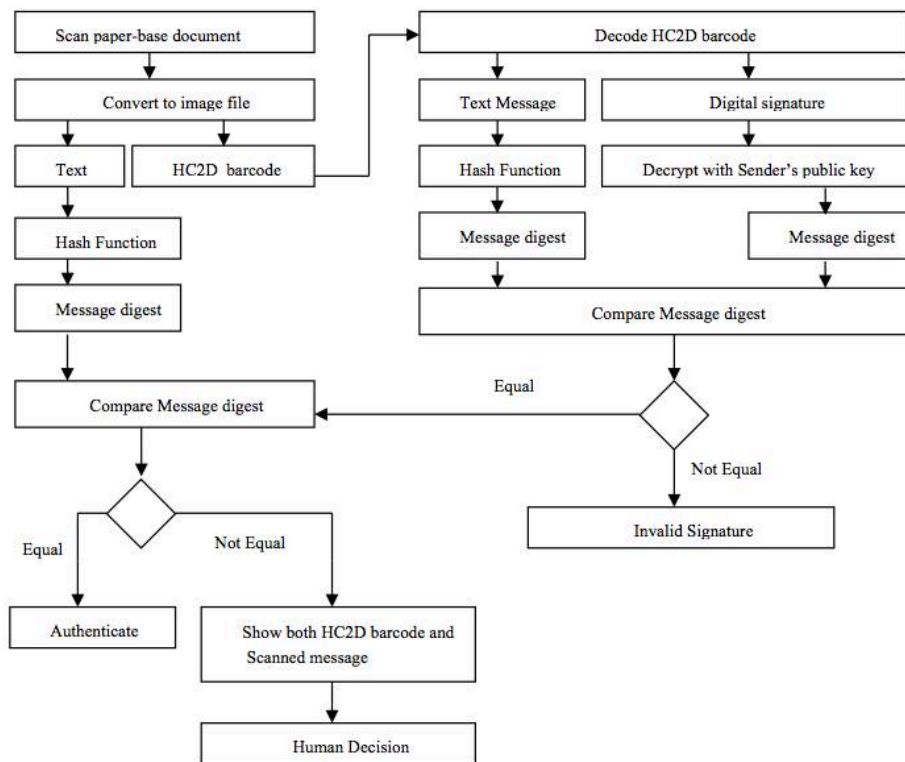 Scan paper-base document
Convert to image file
Text
HC2D barcode
Hash Function
Message digest
Compare Message digest
Equal
Not Equal
Authenticate
Show both HC2D barcode and
Scanned message
Human Decision
Decode HC2D barcode
Text Message
Digital signature
Hash Function
Decrypt with Sender's public key
Message digest
Message digest
Compare Message digest
Equal
Not Equal
Invalid Signature